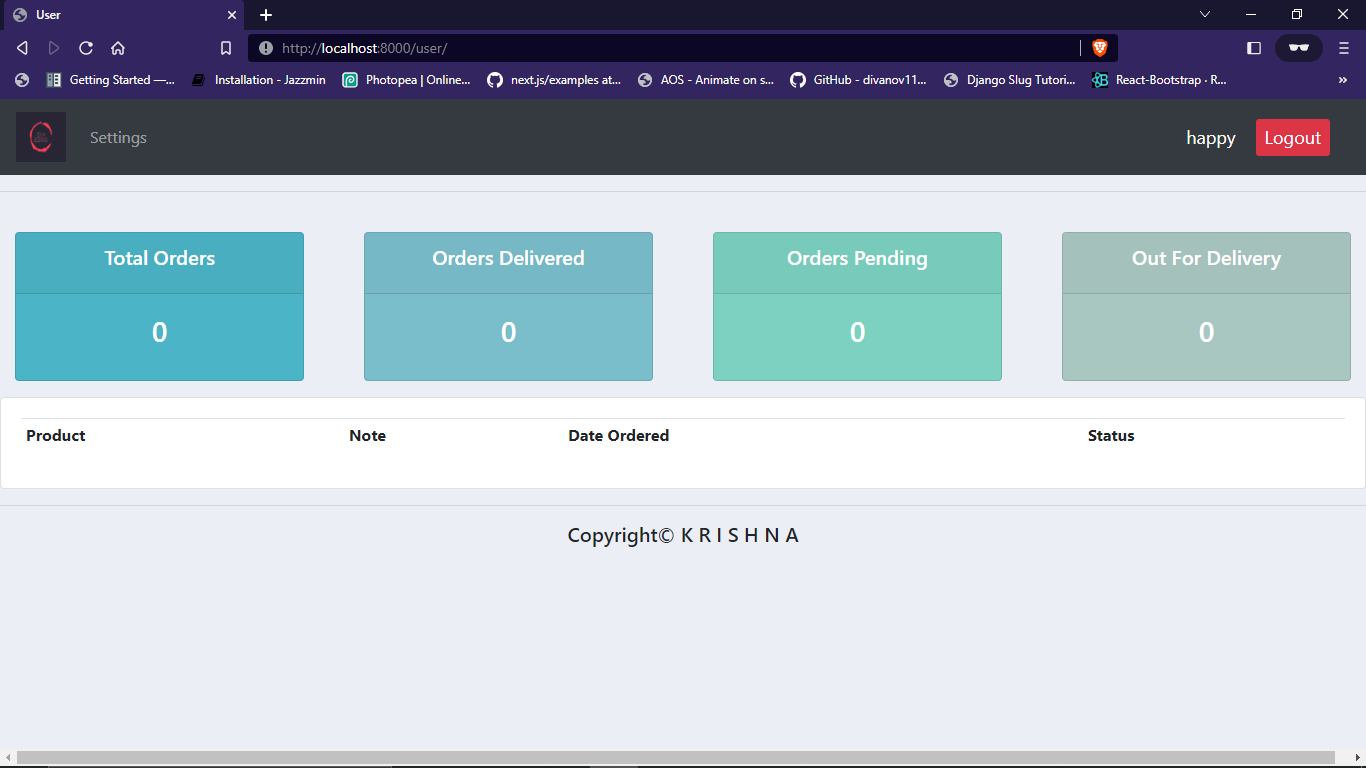 User
http://localhost:8000/user/
Getting Started —... Installation - Jazzmin Photopea | Online... next.js/examples at... AOS - Animate on s... GitHub - divanov11... Django Slug Tutori... React-Bootstrap · R... »
Settings happy Logout
Total Orders Orders Delivered Orders Pending Out For Delivery
0 0 0 0
Product Note Date Ordered Status
Copyright© K R I S H N A